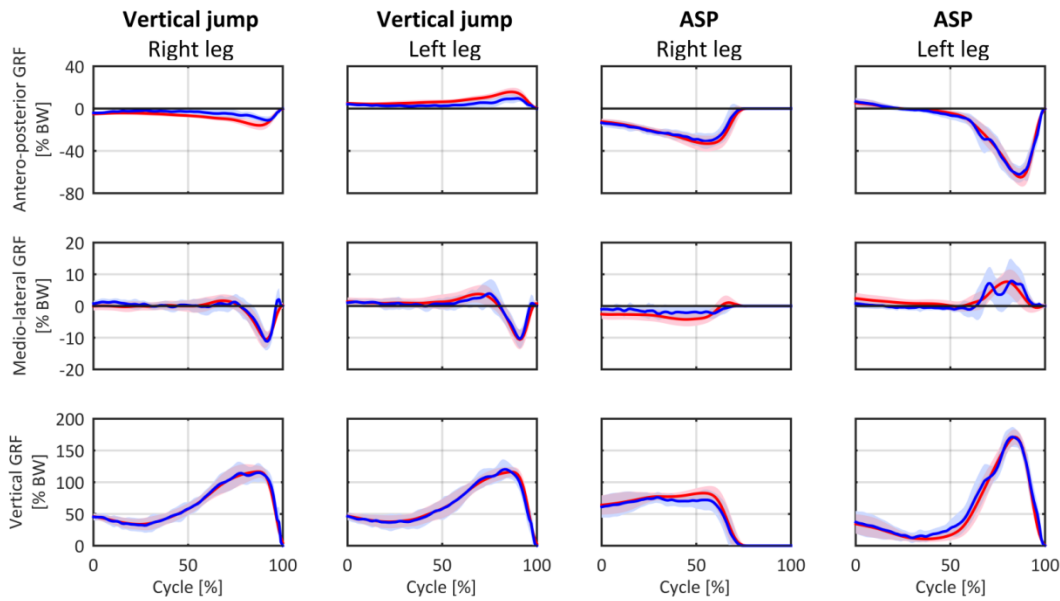 Vertical jump Vertical jump ASP ASP
Right leg Left leg Right leg Left leg
Antero-posterior GRF
[% BW]
40
0
-40
-80
Medio-lateral GRF
[% BW]
20
10
0
-10
-20
Vertical GRF
[% BW]
200
150
100
50
0
0 50 100 0 50 100 0 50 100 0 50 100
Cycle [%] Cycle [%] Cycle [%] Cycle [%]